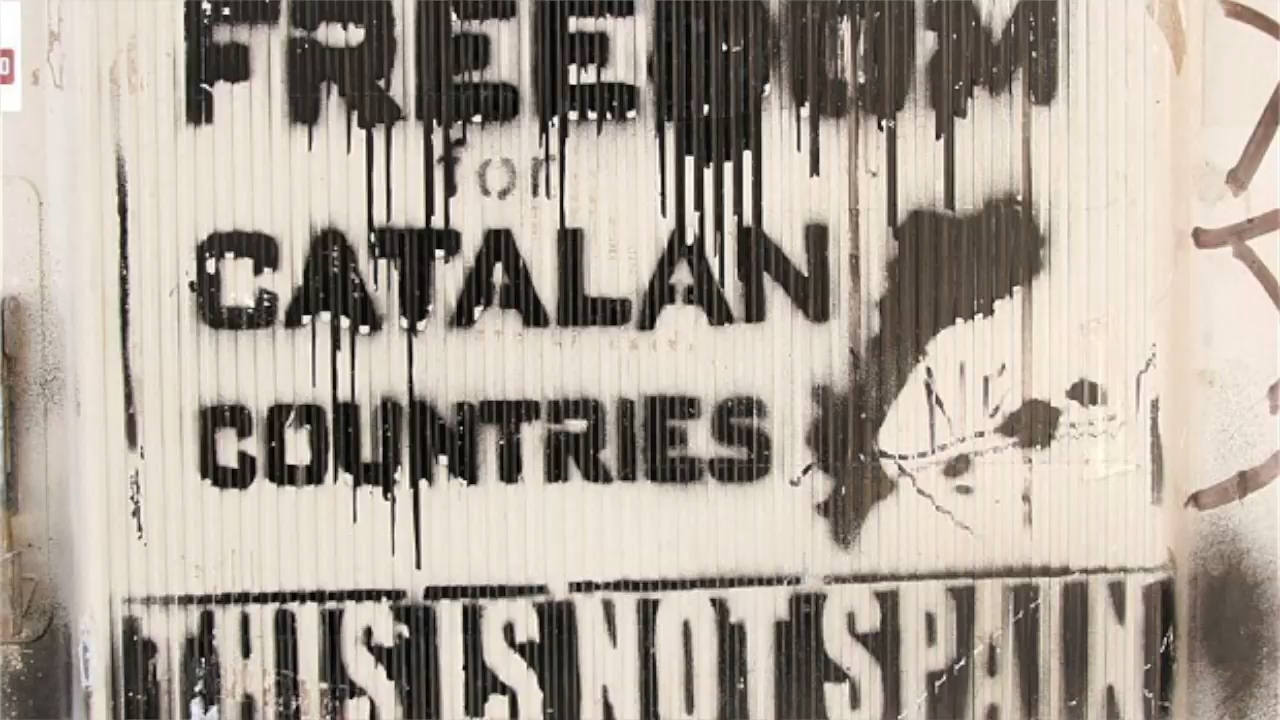 FREEDOM
for
CATALAN
COUNTRIES
THIS IS NOT SPAIN